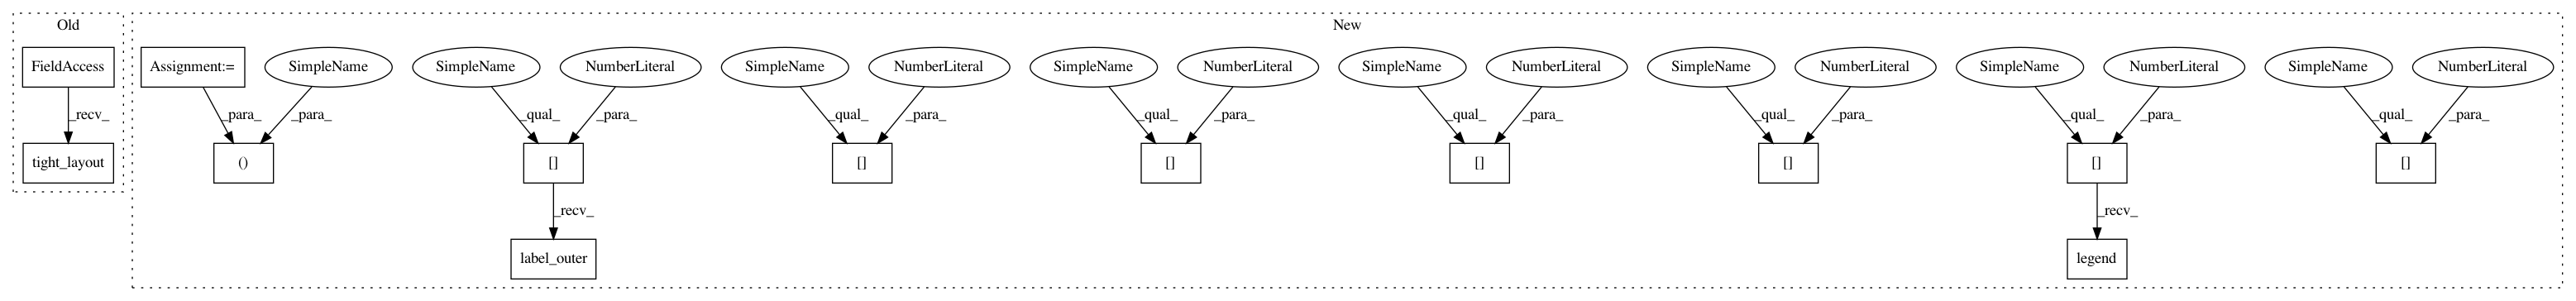 Old
New
FieldAccess
Assignment:=
SimpleName
SimpleName
NumberLiteral
SimpleName
NumberLiteral
SimpleName
NumberLiteral
SimpleName
NumberLiteral
SimpleName
NumberLiteral
SimpleName
NumberLiteral
SimpleName
NumberLiteral
_recv_
_para_
_para_
_qual_
_para_
_qual_
_para_
_qual_
_para_
_qual_
_para_
_qual_
_para_
_qual_
_para_
_qual_
_para_
tight_layout
()
[]
[]
[]
[]
[]
[]
[]
_recv_
_recv_
label_outer
legend